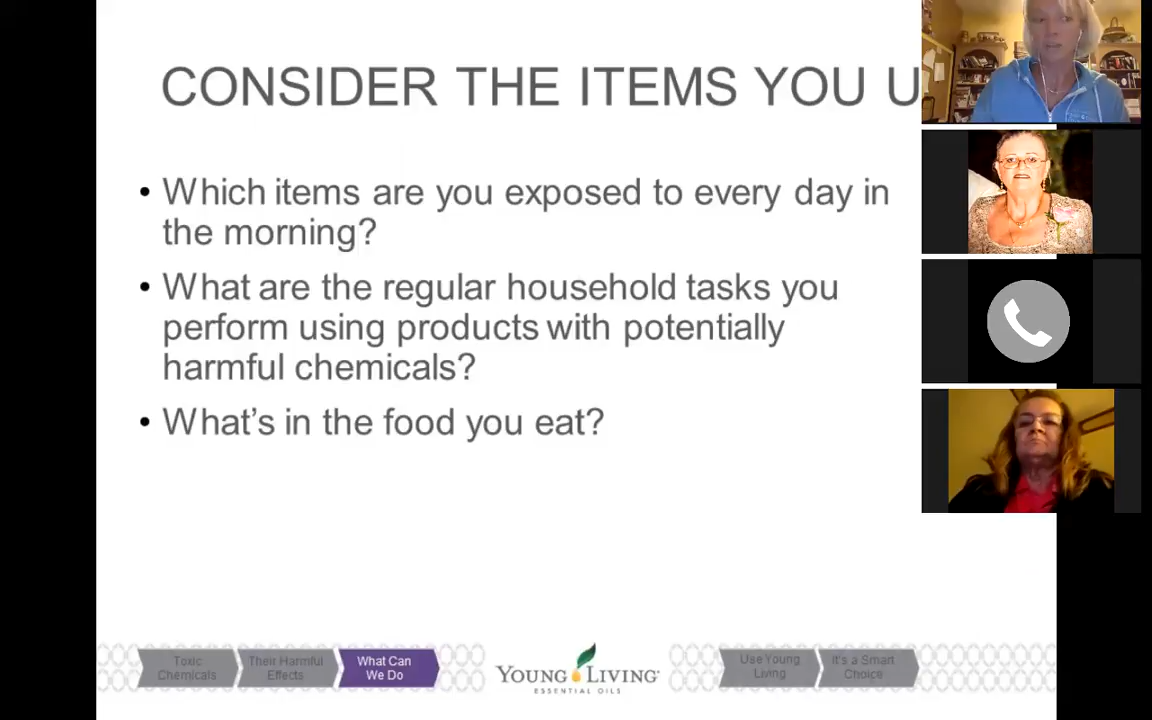 CONSIDER THE ITEMS YOU U
• Which items are you exposed to every day in
the morning?
• What are the regular household tasks you
perform using products with potentially
harmful chemicals?
• What's in the food you eat?
Toxic
Chemicals
Their Harmful
Effects
What Can
We Do
YOUNG LIVING
ESSENTIAL OILS
Use Young
Living
It's a Smart
Choice